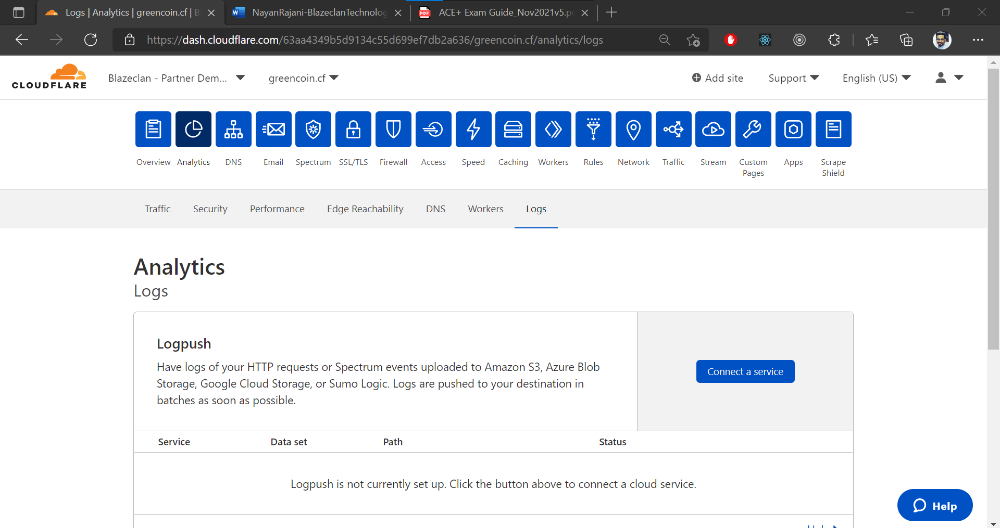 Logs | Analytics | greencoin.cf | B
NayanRajani-BlazeclanTechnolog
PDF
ACE+ Exam Guide_Nov2021v5.p
https://dash.cloudflare.com/63aa4349b5d9134c55d699ef7db2a636/greencoin.cf/analytics/logs
CLOUDFLARE
Blazeclan - Partner Dem...
greencoin.cf
Add site
Support
English (US)
Overview
Analytics
DNS
Email
Spectrum
SSL/TLS
Firewall
Access
Speed
Caching
Workers
Rules
Network
Traffic
Stream
Custom
Pages
Apps
Scrape
Shield
Traffic
Security
Performance
Edge Reachability
DNS
Workers
Logs
Analytics
Logs
Logpush
Have logs of your HTTP requests or Spectrum events uploaded to Amazon S3, Azure Blob
Storage, Google Cloud Storage, or Sumo Logic. Logs are pushed to your destination in
batches as soon as possible.
Connect a service
Service
Data set
Path
Status
Logpush is not currently set up. Click the button above to connect a cloud service.
Help